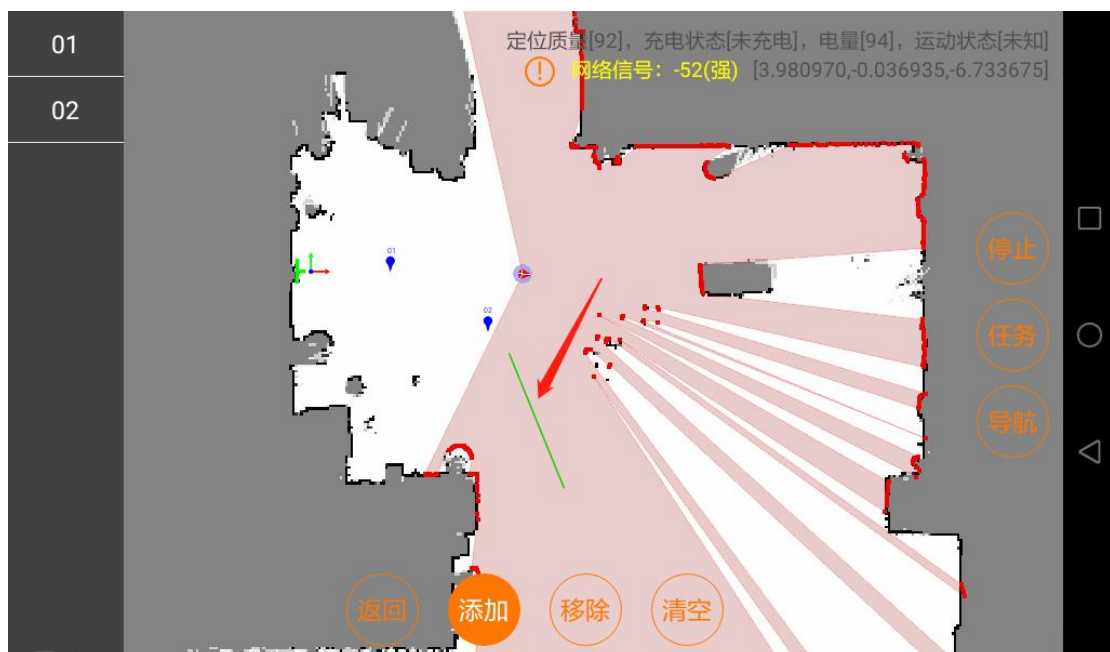 01
02
定位质量[92]，充电状态[未充电]，电量[94]，运动状态[未知]
网络信号：-52(强) [3.980970,-0.036935,-6.733675]
01
02
停止
任务
导航
返回
添加
移除
清空